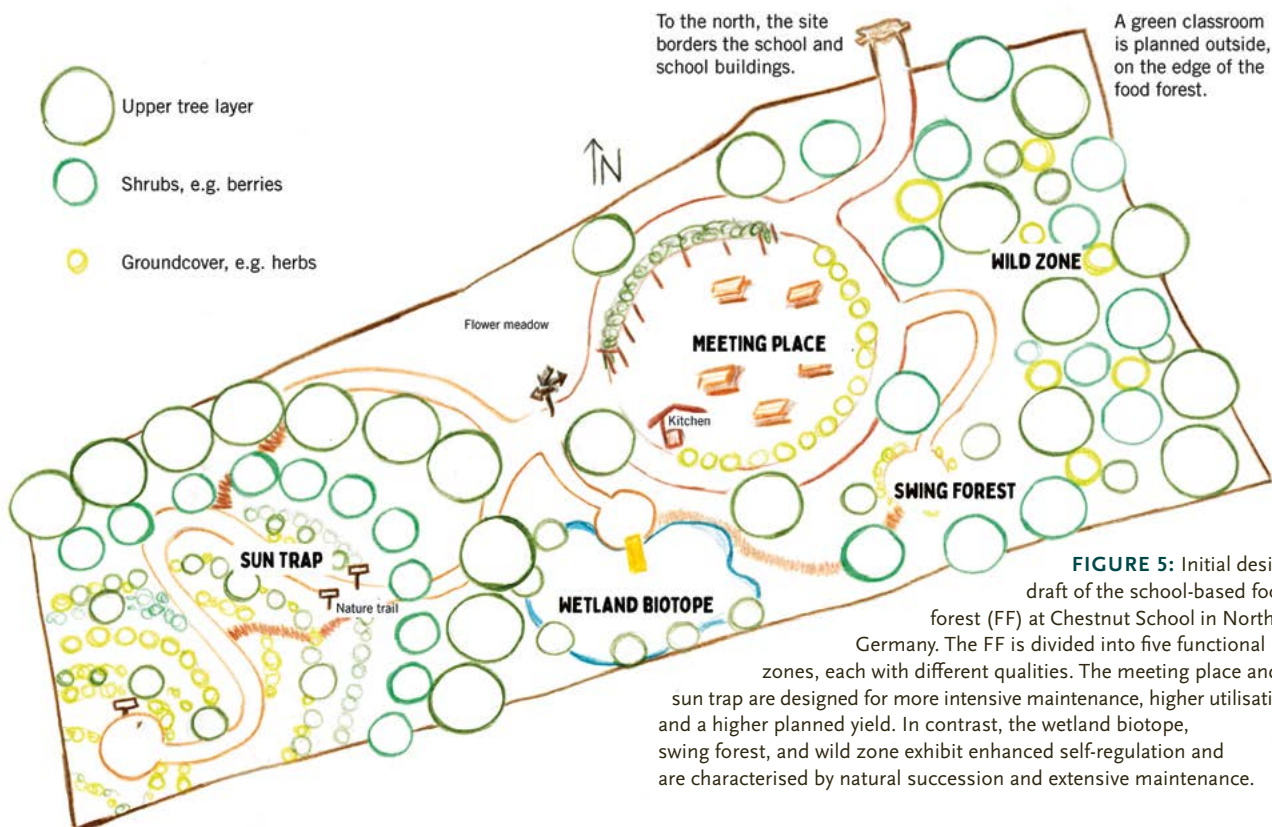 To the north, the site
borders the school and
school buildings.
A green classroom
is planned outside,
on the edge of the
food forest.
Upper tree layer
Shrubs, e.g. berries
Groundcover, e.g. herbs
N
WILD ZONE
Flower meadow
MEETING PLACE
Kitchen
SWING FOREST
SUN TRAP
Nature trail
WETLAND BIOTOPE
FIGURE 5: Initial desi
draft of the school-based foo
forest (FF) at Chestnut School in North
Germany. The FF is divided into five functional
zones, each with different qualities. The meeting place and
sun trap are designed for more intensive maintenance, higher utilisati
and a higher planned yield. In contrast, the wetland biotope,
swing forest, and wild zone exhibit enhanced self-regulation and
are characterised by natural succession and extensive maintenance.